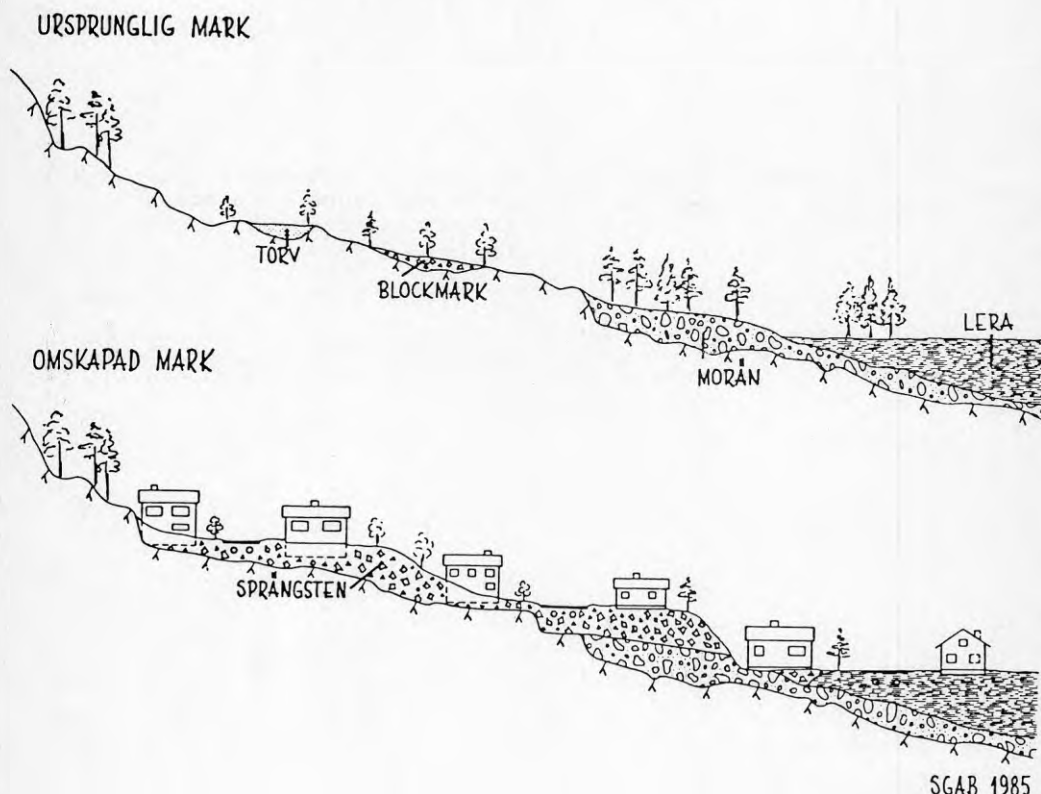 URSPRUNGLIG MARK
TORV
BLOCKMARK
LERA
MORÄN
OMSKAPAD MARK
SPRÄNGSTEN
SGAB 1985